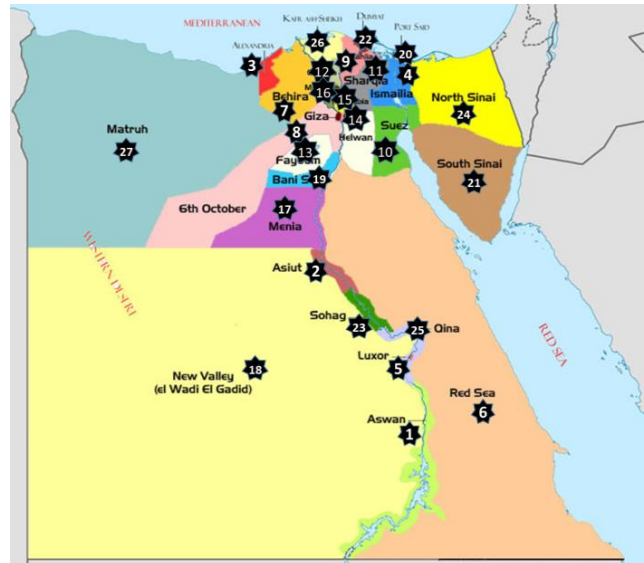 MEDITERRANEAN
KAFR ASH-SHEIKH
DUMYAT
PORT SAID
ALEXANDRIA
22
26
20
3
9
12
11
4
Sharqia
Ismailia
16
15
Behira
7
North Sinai
24
Giza
14
Matruh
8
Helwan
Suez
27
13
10
Fayoum
Bani S
19
South Sinai
21
6th October
17
Menia
WESTERN DESERT
Asiut
2
Sohag
23
25
Qina
RED SEA
Luxor
5
New Valley
(el Wadi El Gadid)
18
Red Sea
6
Aswan
1